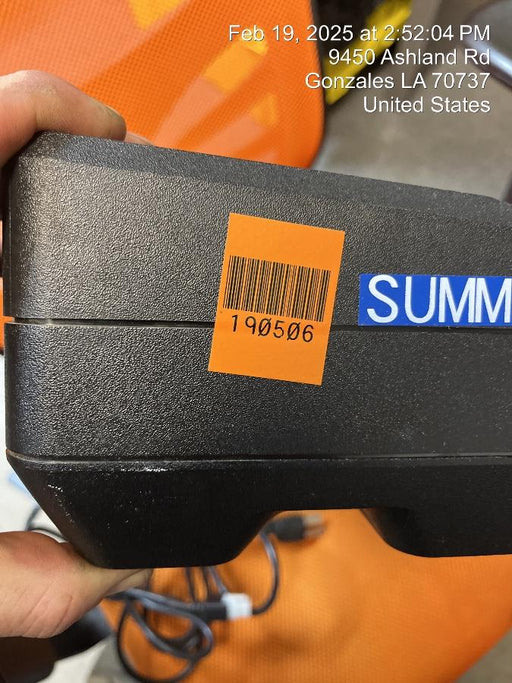 Feb 19, 2025 at 2:52:04 PM
9450 Ashland Rd
Gonzales LA 70737
United States
190506
SUMM